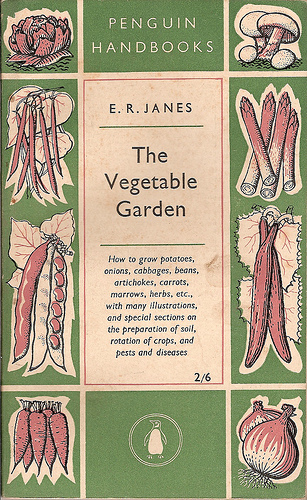 PENGUIN
HANDBOOKS
E. R. JANES
The
Vegetable
Garden
How to grow potatoes,
onions, cabbages, beans,
artichokes, carrots,
marrows, herbs, etc.,
with many illustrations,
and special sections on
the preparation of soil,
rotation of crops, and
pests and diseases
2/6